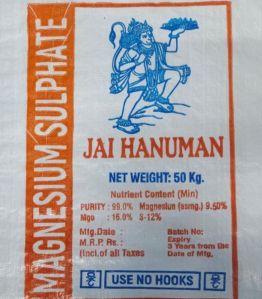 MAGNESIUM SULPHATE
JAI HANUMAN
NET WEIGHT: 50 Kg.
Nutrient Content (Min)
PURITY : 99.0% Magnesium (asmg.) 9.50%
Mgo : 16.0% S-12%
Mfg.Date : Batch No:
M.R.P. Rs : Expiry
(Incl.of all Taxes 3 Years from the
Date of Mfg.
USE NO HOOKS